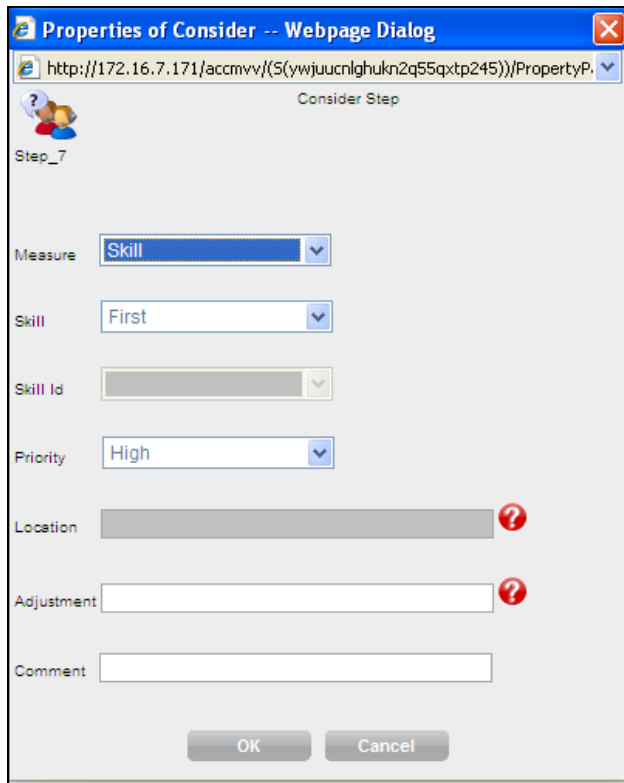 Properties of Consider -- Webpage Dialog
http://172.16.7.171/accmvv/(S(ywjuucnlghukn2q55qxtp245))/PropertyP.
Consider Step
Step_7
Measure Skill
Skill First
Skill Id
Priority High
Location
Adjustment
Comment
OK Cancel